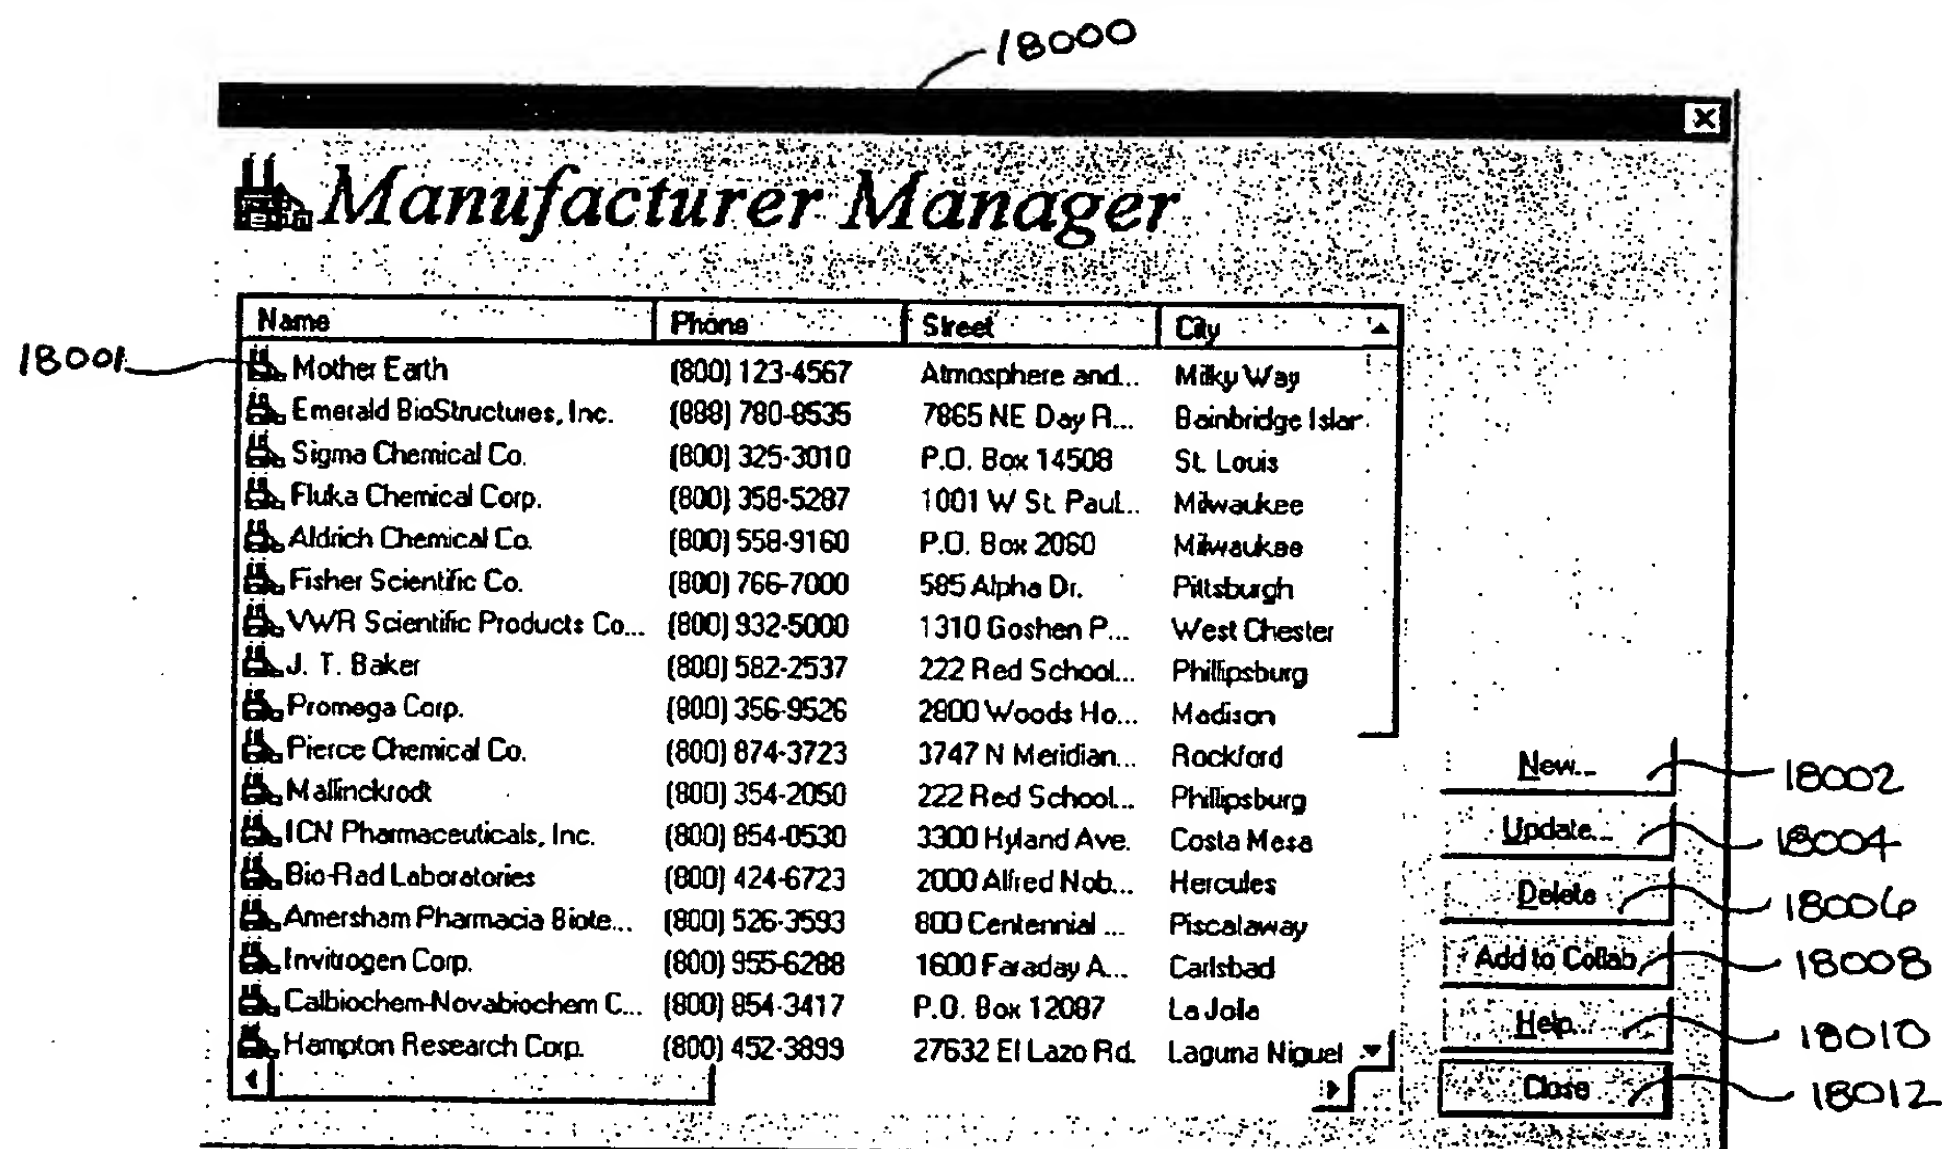 18000
Manufacturer Manager
Name Phone Street City
18001 Mother Earth (800) 123-4567 Atmosphere and... Milky Way
Emerald BioStructures, Inc. (888) 780-8535 7865 NE Day R... Bainbridge Islar
Sigma Chemical Co. (800) 325-3010 P.O. Box 14508 St. Louis
Fluka Chemical Corp. (800) 358-5287 1001 W St. Paul... Milwaukee
Aldrich Chemical Co. (800) 558-9160 P.O. Box 2060 Milwaukee
Fisher Scientific Co. (800) 766-7000 585 Alpha Dr. Pittsburgh
VWR Scientific Products Co... (800) 932-5000 1310 Goshen P... West Chester
J. T. Baker (800) 582-2537 222 Red School... Phillipsburg
Promega Corp. (800) 356-9526 2800 Woods Ho... Madison
Pierce Chemical Co. (800) 874-3723 3747 N Meridian... Rockford
Mallinckrodt (800) 354-2050 222 Red School... Phillipsburg
ICN Pharmaceuticals, Inc. (800) 854-0530 3300 Hyland Ave. Costa Mesa
Bio-Rad Laboratories (800) 424-6723 2000 Alfred Nob... Hercules
Amersham Pharmacia Biote... (800) 526-3593 800 Centennial ... Piscataway
Invitrogen Corp. (800) 955-6288 1600 Faraday A... Carlsbad
Calbiochem-Novabiochem C... (800) 854-3417 P.O. Box 12087 La Jolla
Hampton Research Corp. (800) 452-3899 27632 El Lazo Rd. Laguna Niguel
New... 18002
Update... 18004
Delete 18006
Add to Collab 18008
Help... 18010
Close 18012